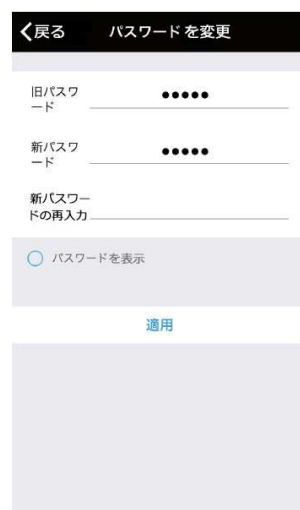 戻る パスワードを変更
旧パスワ
ード
•••••
新パスワ
ード
•••••
新パスワー
ドの再入力
パスワードを表示
適用